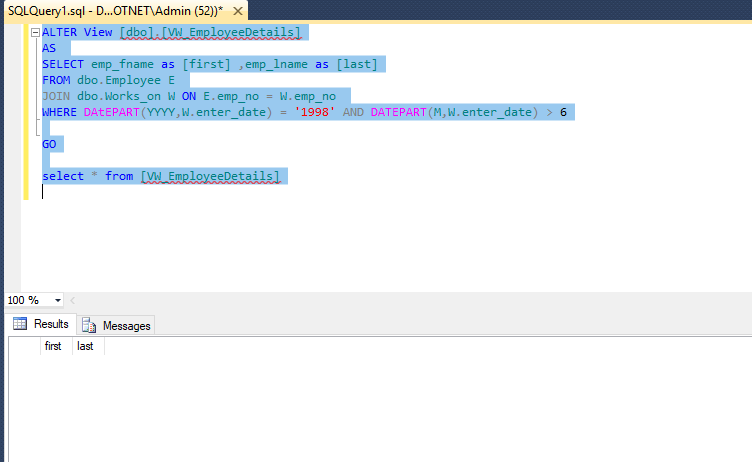 SQLQuery1.sql - D...OTNET\Admin (52))*
ALTER View [dbo].[VW_EmployeeDetails]
AS
SELECT emp_fname as [first] ,emp_lname as [last]
FROM dbo.Employee E
JOIN dbo.Works_on W ON E.emp_no = W.emp_no
WHERE DAtEPART(YYYY,W.enter_date) = '1998' AND DATEPART(M,W.enter_date) > 6
GO
select * from [VW_EmployeeDetails]
100 %
Results Messages
first last